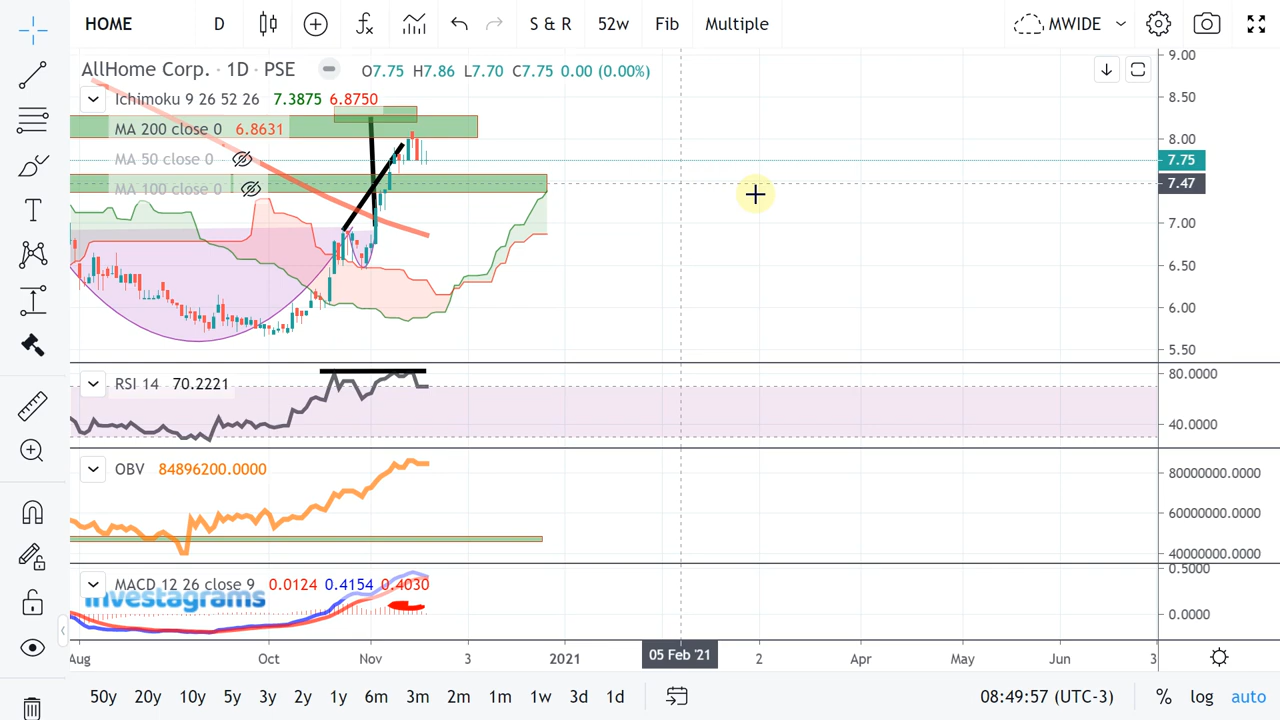 HOME D S & R 52w Fib Multiple MWIDE
AllHome Corp. · 1D · PSE O7.75 H7.86 L7.70 C7.75 0.00 (0.00%)
Ichimoku 9 26 52 26 7.3875 6.8750
MA 200 close 0 6.8631
MA 50 close 0
MA 100 close 0
9.00
8.50
8.00
7.75
7.47
7.00
6.50
6.00
5.50
RSI 14 70.2221
80.0000
40.0000
OBV 84896200.0000
80000000.0000
60000000.0000
40000000.0000
MACD 12 26 close 9 0.0124 0.4154 0.4030
Investagrams
0.5000
0.0000
Aug Oct Nov 3 2021 05 Feb '21 2 Apr May Jun 3
50y 20y 10y 5y 3y 2y 1y 6m 3m 2m 1m 1w 3d 1d 08:49:57 (UTC-3) % log auto